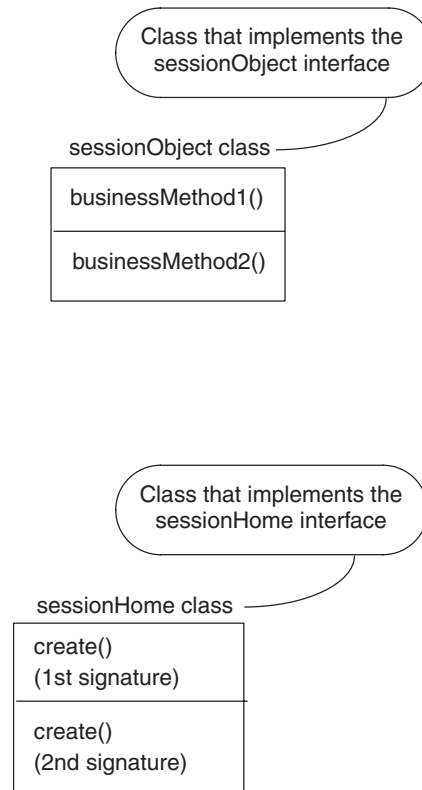 Class that implements the
sessionObject interface
sessionObject class
businessMethod1()
businessMethod2()
Class that implements the
sessionHome interface
sessionHome class
create()
(1st signature)
create()
(2nd signature)